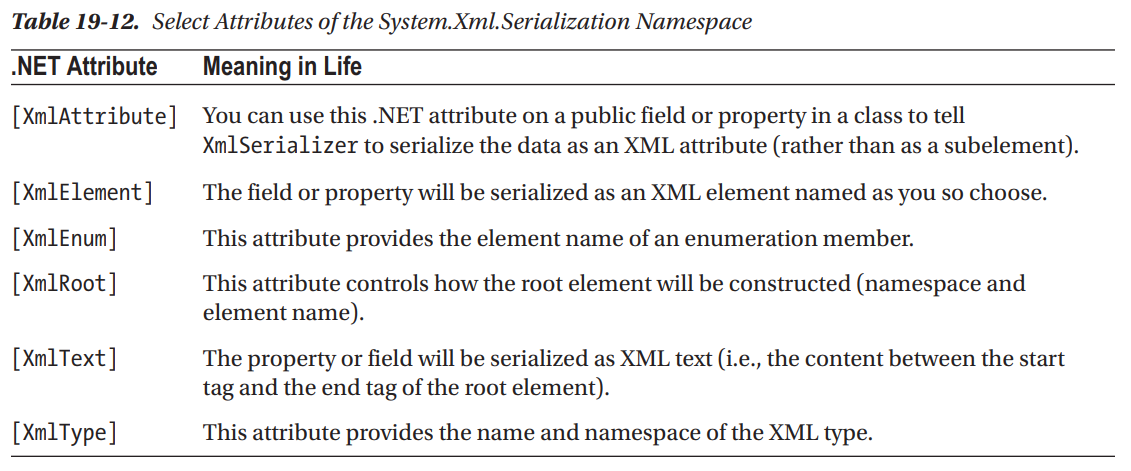 Table 19-12. Select Attributes of the System.Xml.Serialization Namespace
.NET Attribute Meaning in Life
[XmlAttribute] You can use this .NET attribute on a public field or property in a class to tell
XmlSerializer to serialize the data as an XML attribute (rather than as a subelement).
[XmlElement] The field or property will be serialized as an XML element named as you so choose.
[XmlEnum] This attribute provides the element name of an enumeration member.
[XmlRoot] This attribute controls how the root element will be constructed (namespace and
element name).
[XmlText] The property or field will be serialized as XML text (i.e., the content between the start
tag and the end tag of the root element).
[XmlType] This attribute provides the name and namespace of the XML type.